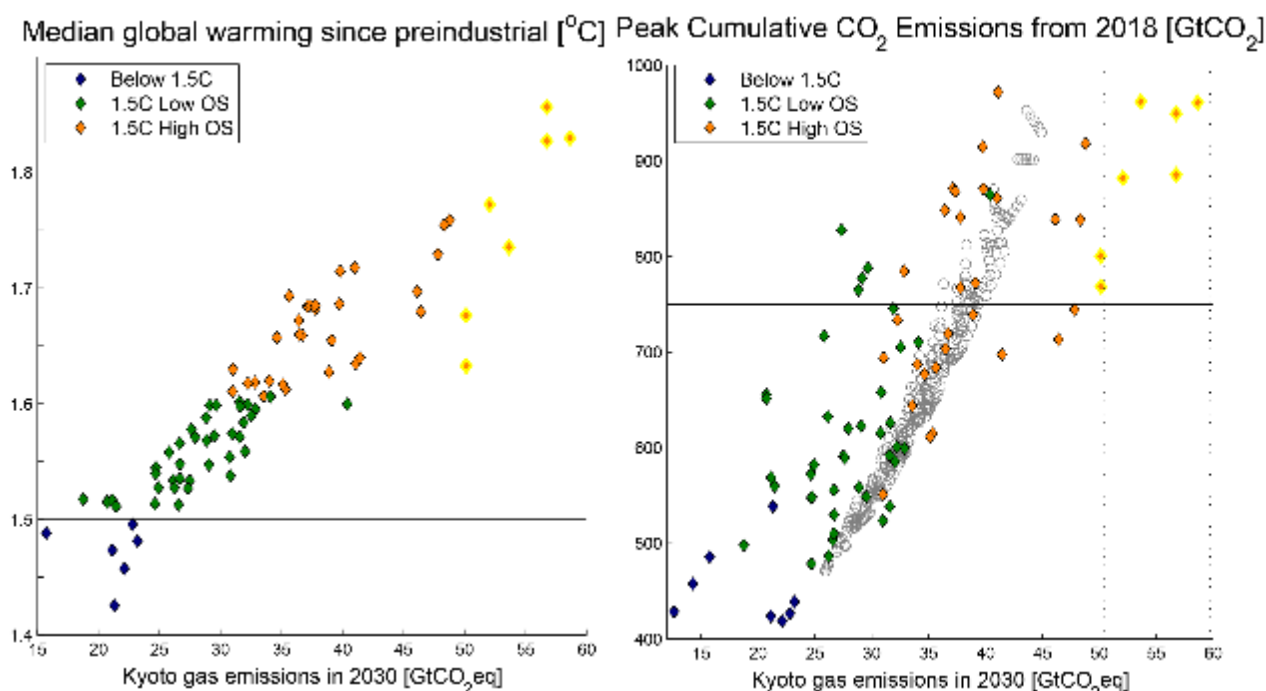 Median global warming since preindustrial [°C]
Below 1.5C
1.5C Low OS
1.5C High OS
1.8
1.7
1.6
1.5
1.4
15 20 25 30 35 40 45 50 55 60
Kyoto gas emissions in 2030 [GtCO₂eq]
Peak Cumulative CO₂ Emissions from 2018 [GtCO₂]
Below 1.5C
1.5C Low OS
1.5C High OS
1000
900
800
700
600
500
400
15 20 25 30 35 40 45 50 55 60
Kyoto gas emissions in 2030 [GtCO₂eq]